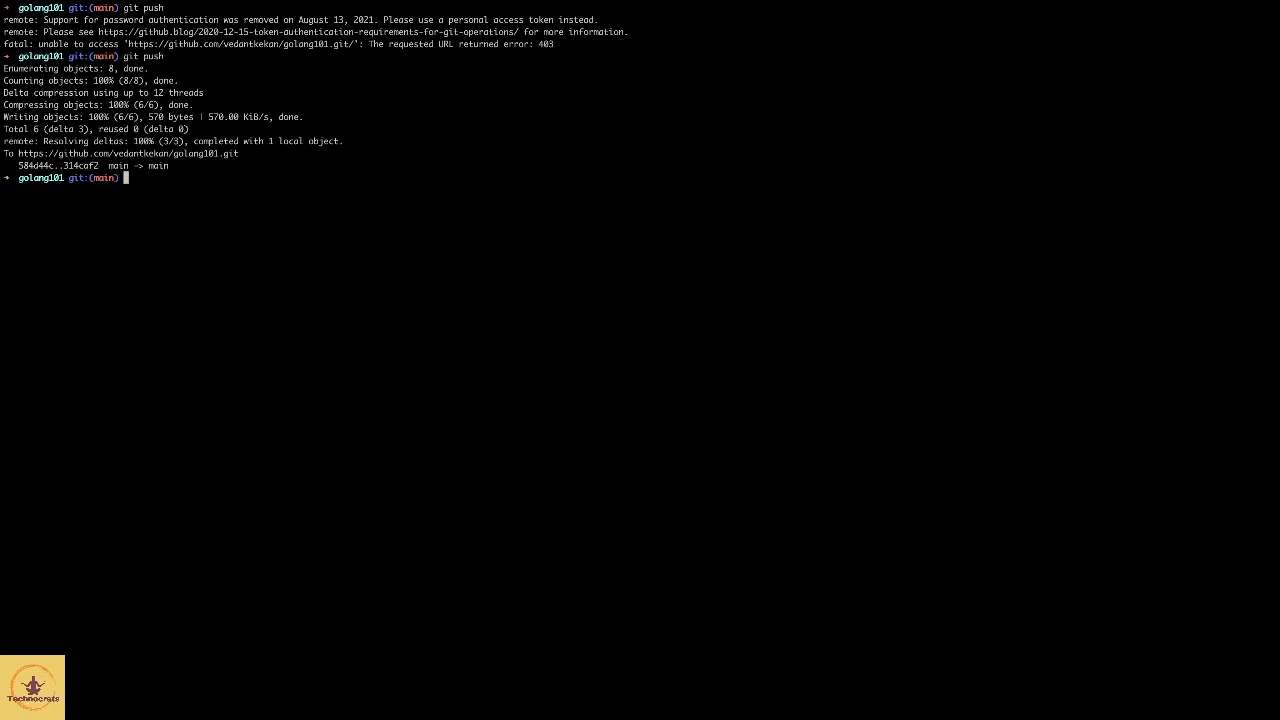 ➜  golang101 git:(main) git push
remote: Support for password authentication was removed on August 13, 2021. Please use a personal access token instead.
remote: Please see https://github.blog/2020-12-15-token-authentication-requirements-for-git-operations/ for more information.
fatal: unable to access 'https://github.com/vedantkekan/golang101.git/': The requested URL returned error: 403
➜  golang101 git:(main) git push
Enumerating objects: 8, done.
Counting objects: 100% (8/8), done.
Delta compression using up to 12 threads
Compressing objects: 100% (6/6), done.
Writing objects: 100% (6/6), 570 bytes | 570.00 KiB/s, done.
Total 6 (delta 3), reused 0 (delta 0)
remote: Resolving deltas: 100% (3/3), completed with 1 local object.
To https://github.com/vedantkekan/golang101.git
   584d44c..314caf2  main -> main
➜  golang101 git:(main)
Technocrats